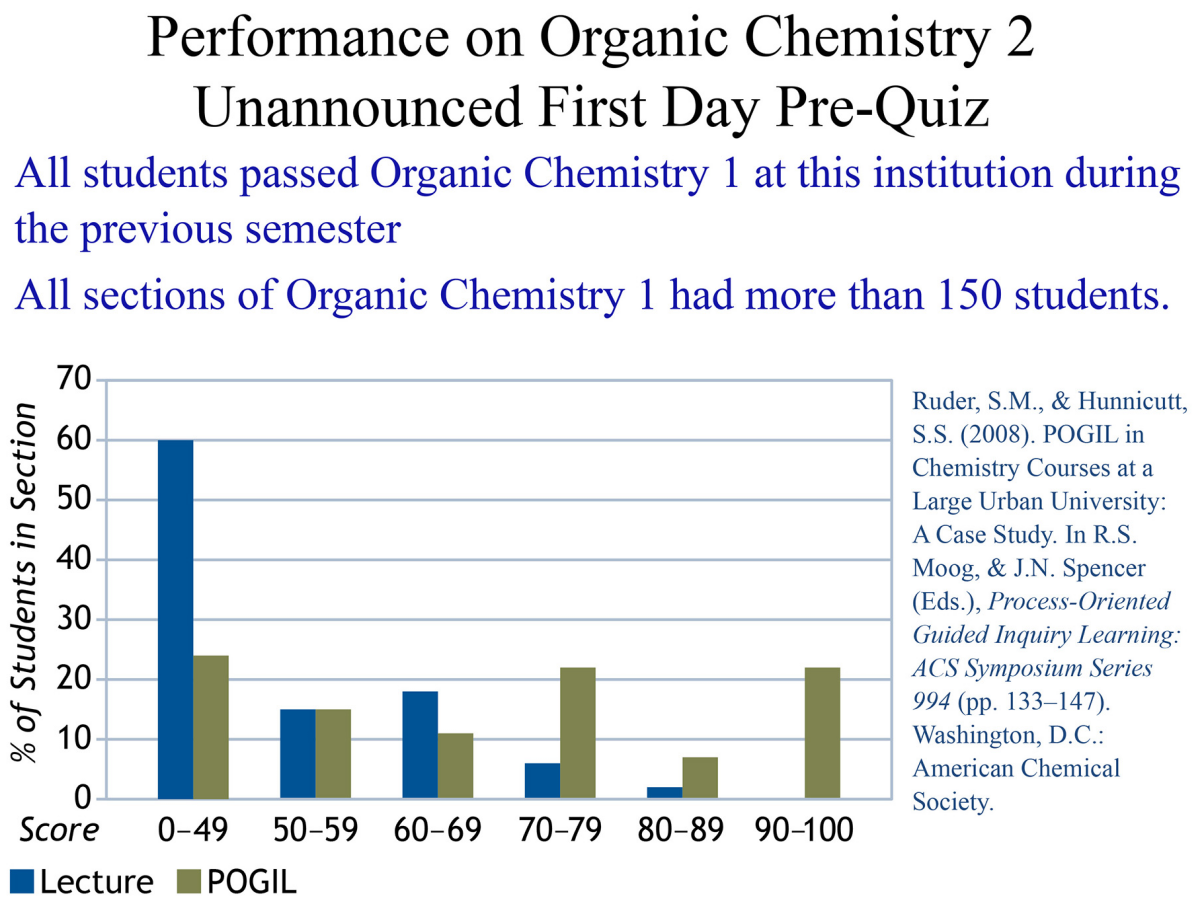 Performance on Organic Chemistry 2
Unannounced First Day Pre-Quiz
All students passed Organic Chemistry 1 at this institution during
the previous semester
All sections of Organic Chemistry 1 had more than 150 students.
% of Students in Section
70
60
50
40
30
20
10
0
Score 0–49 50–59 60–69 70–79 80–89 90–100
Lecture POGIL
Ruder, S.M., & Hunnicutt,
S.S. (2008). POGIL in
Chemistry Courses at a
Large Urban University:
A Case Study. In R.S.
Moog, & J.N. Spencer
(Eds.), Process-Oriented
Guided Inquiry Learning:
ACS Symposium Series
994 (pp. 133–147).
Washington, D.C.:
American Chemical
Society.